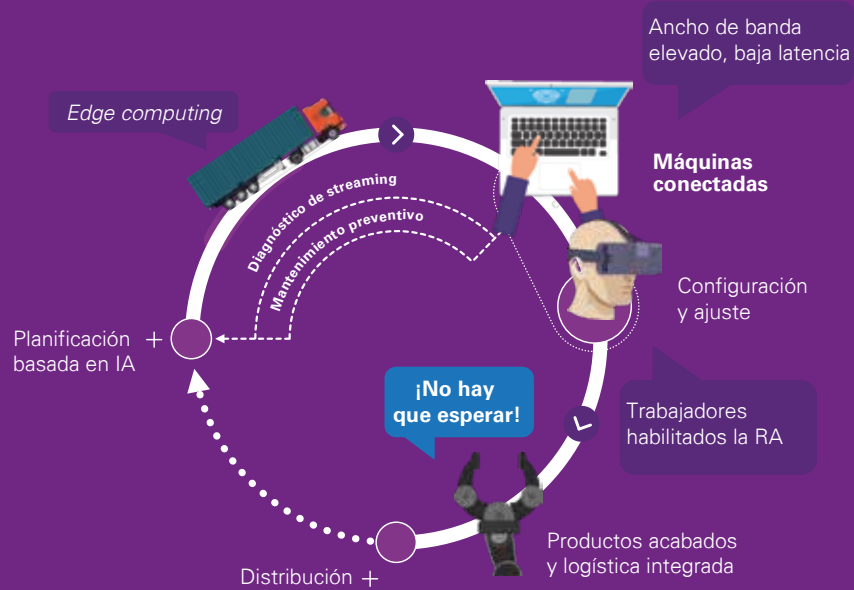 Ancho de banda
elevado, baja latencia
Edge computing
Máquinas
conectadas
Diagnóstico de streaming
Mantenimiento preventivo
Configuración
y ajuste
Planificación +
basada en IA
¡No hay
que esperar!
Trabajadores
habilitados la RA
Productos acabados
y logística integrada
Distribución +